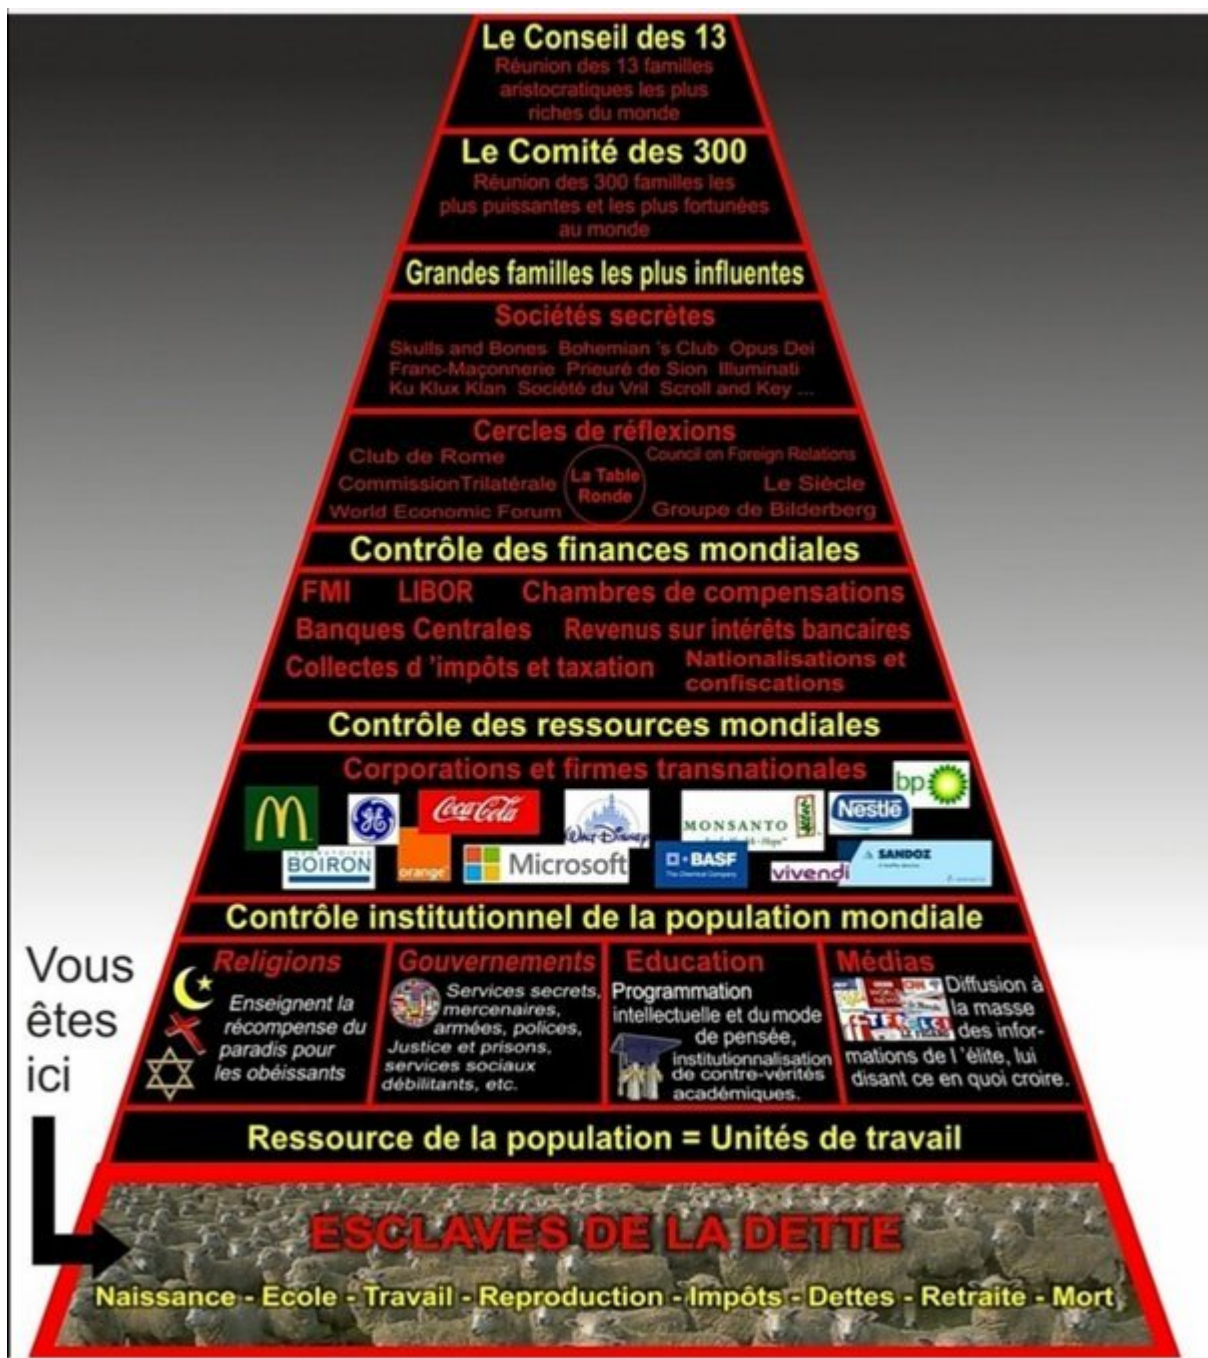 Le Conseil des 13
Réunion des 13 familles
aristocratiques les plus
riches du monde
Le Comité des 300
Réunion des 300 familles les
plus puissantes et les plus fortunées
au monde
Grandes familles les plus influentes
Sociétés secrètes
Skulls and Bones Bohemian 's Club Opus Dei
Franc-Maçonnerie Prieuré de Sion Illuminati
Ku Klux Klan Société du Vril Scroll and Key ...
Cercles de réflexions
Club de Rome
Council on Foreign Relations
CommissionTrilatérale
La Table
Ronde
Le Siècle
World Economic Forum
Groupe de Bilderberg
Contrôle des finances mondiales
FMI LIBOR Chambres de compensations
Banques Centrales Revenus sur intérêts bancaires
Collectes d 'impôts et taxation
Nationalisations et
confiscations
Contrôle des ressources mondiales
Corporations et firmes transnationales
bp
M
GE
Coca-Cola
WALT DISNEY
MONSANTO
Nestlé
BOIRON
orange
Microsoft
BASF
The Chemical Company
vivendi
SANDOZ
Contrôle institutionnel de la population mondiale
Religions
Enseignent la
récompense du
paradis pour
les obéissants
Gouvernements
Services secrets,
mercenaires,
armées, polices,
Justice et prisons,
services sociaux
débilitants, etc.
Education
Programmation
intellectuelle et du mode
de pensée,
institutionnalisation
de contre-vérités
académiques.
Médias
Diffusion à
la masse
des infor-
mations de l 'élite, lui
disant ce en quoi croire.
Vous
êtes
ici
Ressource de la population = Unités de travail
ESCLAVES DE LA DETTE
Naissance - Ecole - Travail - Reproduction - Impôts - Dettes - Retraite - Mort